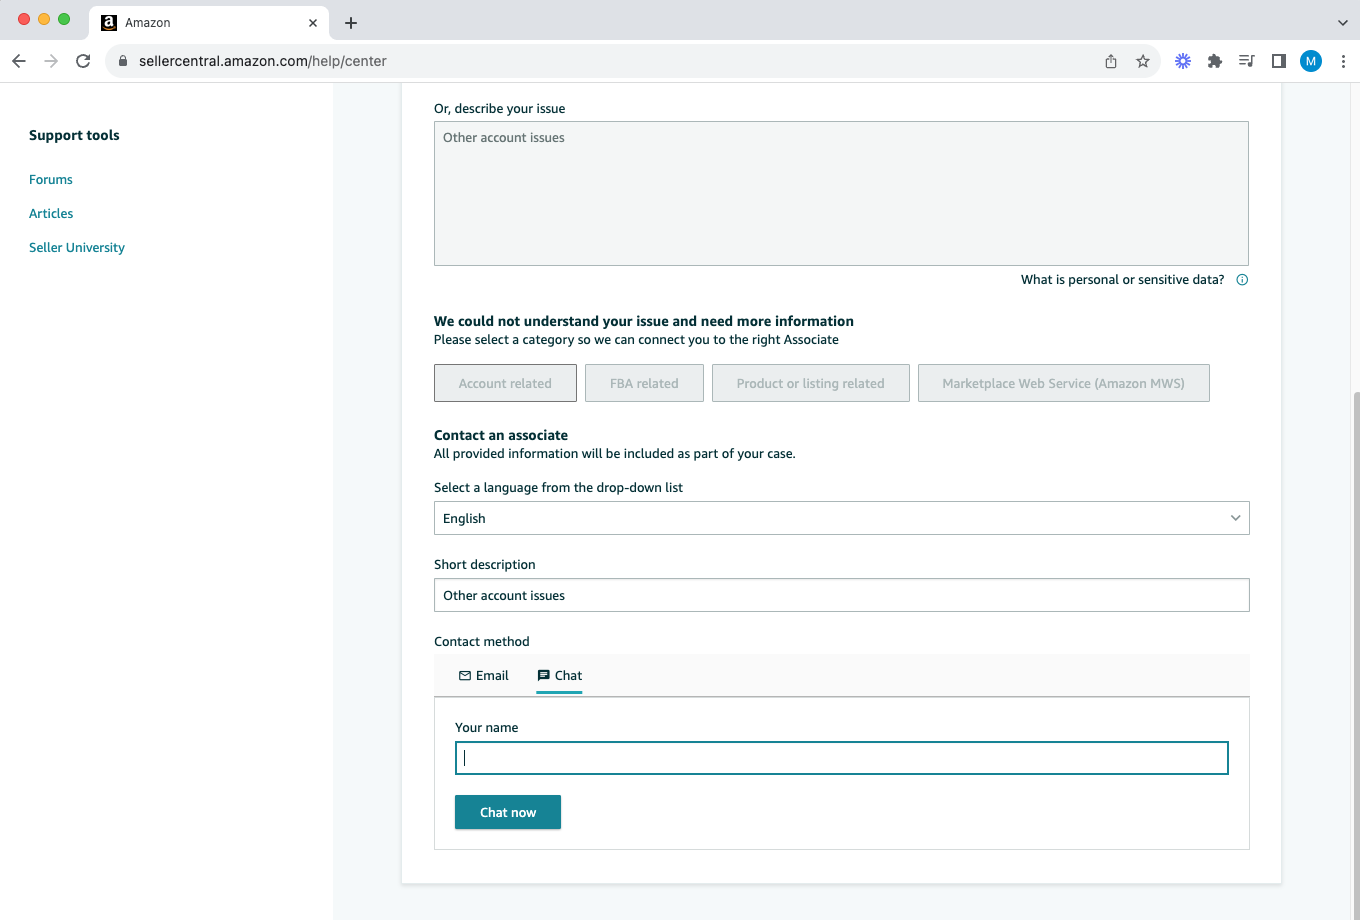 Amazon
sellercentral.amazon.com/help/center
M
Support tools
Forums
Articles
Seller University
Or, describe your issue
Other account issues
What is personal or sensitive data?
We could not understand your issue and need more information
Please select a category so we can connect you to the right Associate
Account related FBA related Product or listing related Marketplace Web Service (Amazon MWS)
Contact an associate
All provided information will be included as part of your case.
Select a language from the drop-down list
English
Short description
Other account issues
Contact method
Email Chat
Your name
Chat now